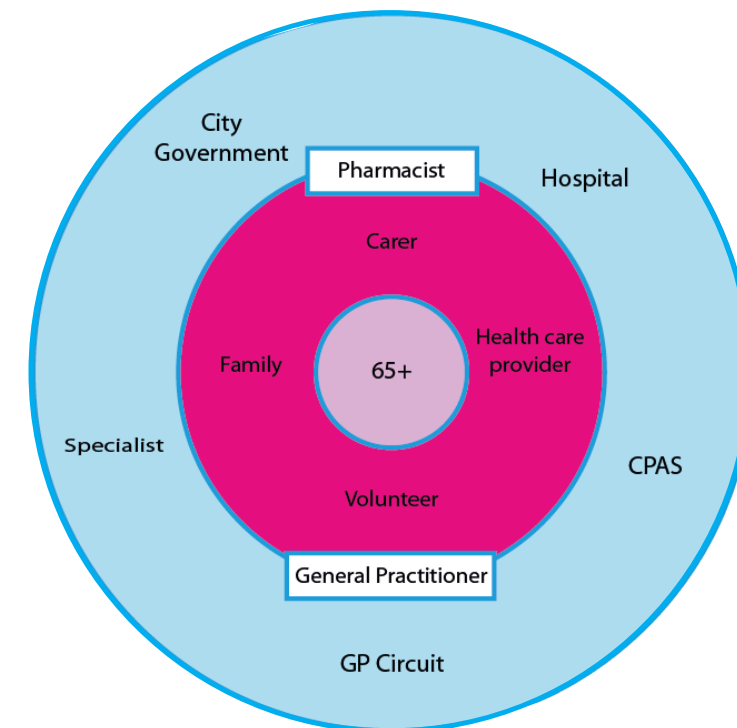 City
Government
Pharmacist
Hospital
Carer
Family
65+
Health care
provider
Specialist
CPAS
Volunteer
General Practitioner
GP Circuit